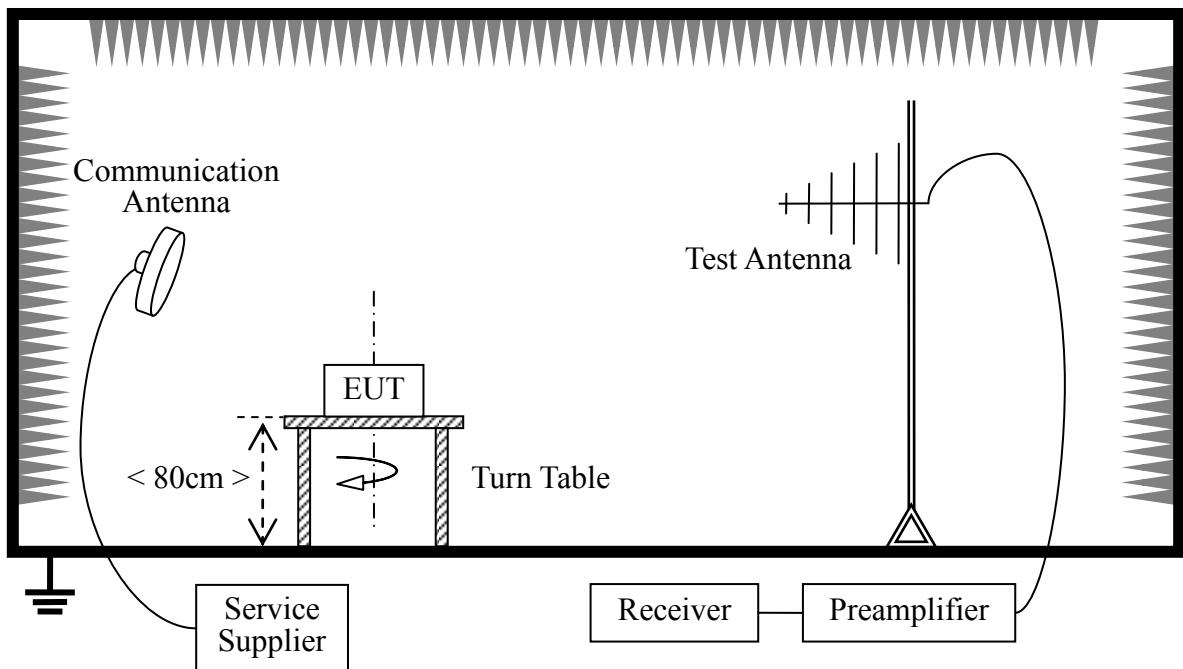 Communication
Antenna
Test Antenna
EUT
< 80cm >
Turn Table
Service
Supplier
Receiver
Preamplifier